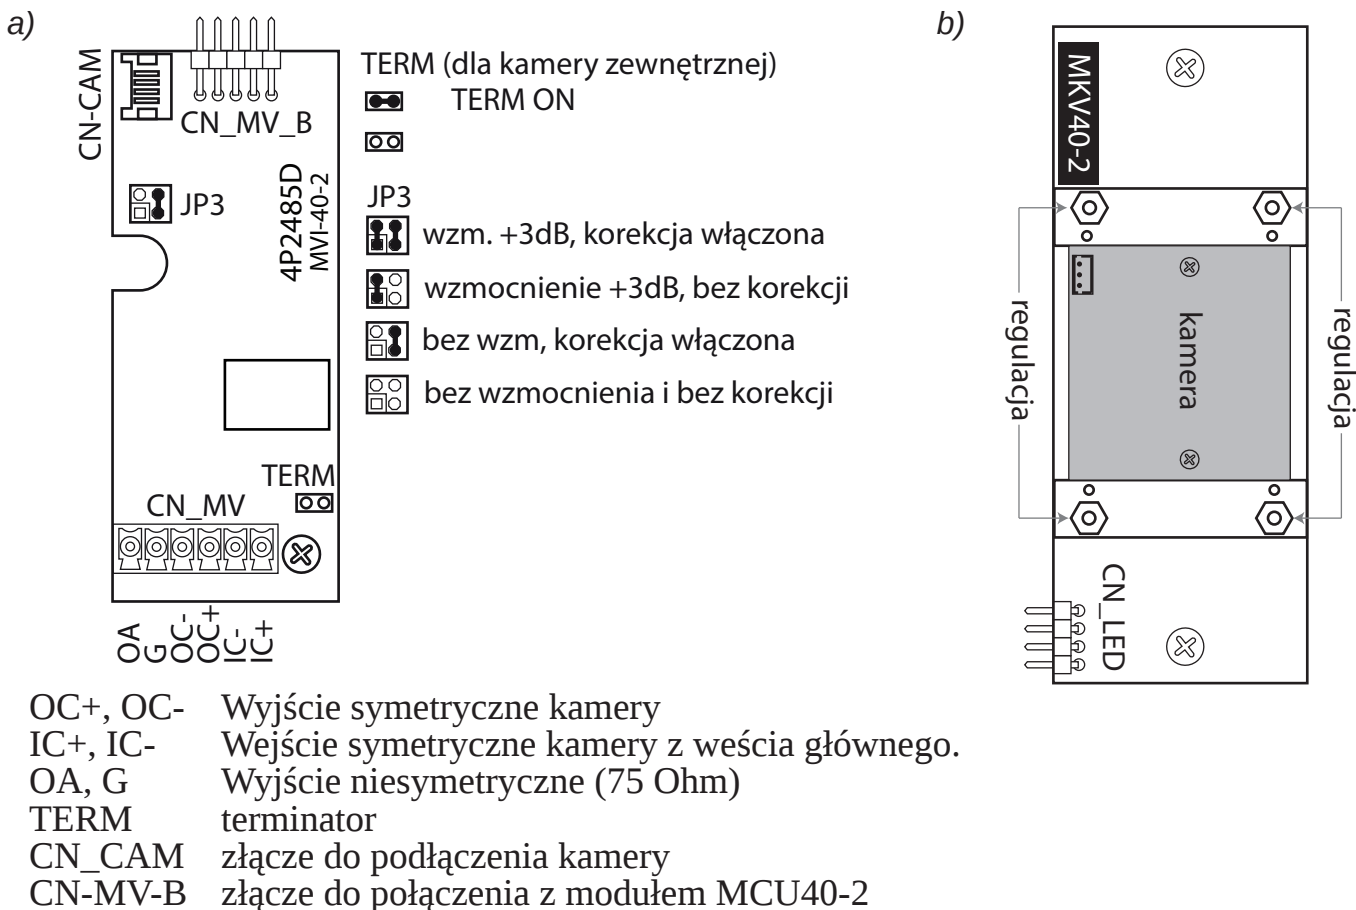 a)
CN-CAM
CN_MV_B
JP3
4P2485D
MVI-40-2
TERM
CN_MV
OA
G
OC-
OC+
IC-
IC+
TERM (dla kamery zewnętrznej)
TERM ON
JP3
wzm. +3dB, korekcja włączona
wzmocnienie +3dB, bez korekcji
bez wzm, korekcja włączona
bez wzmocnienia i bez korekcji
b)
MKV40-2
regulacja
kamera
regulacja
CN_LED
OC+, OC- Wyjście symetryczne kamery
IC+, IC- Wejście symetryczne kamery z weścia głównego.
OA, G Wyjście niesymetryczne (75 Ohm)
TERM terminator
CN_CAM złącze do podłączenia kamery
CN-MV-B złącze do połączenia z modułem MCU40-2